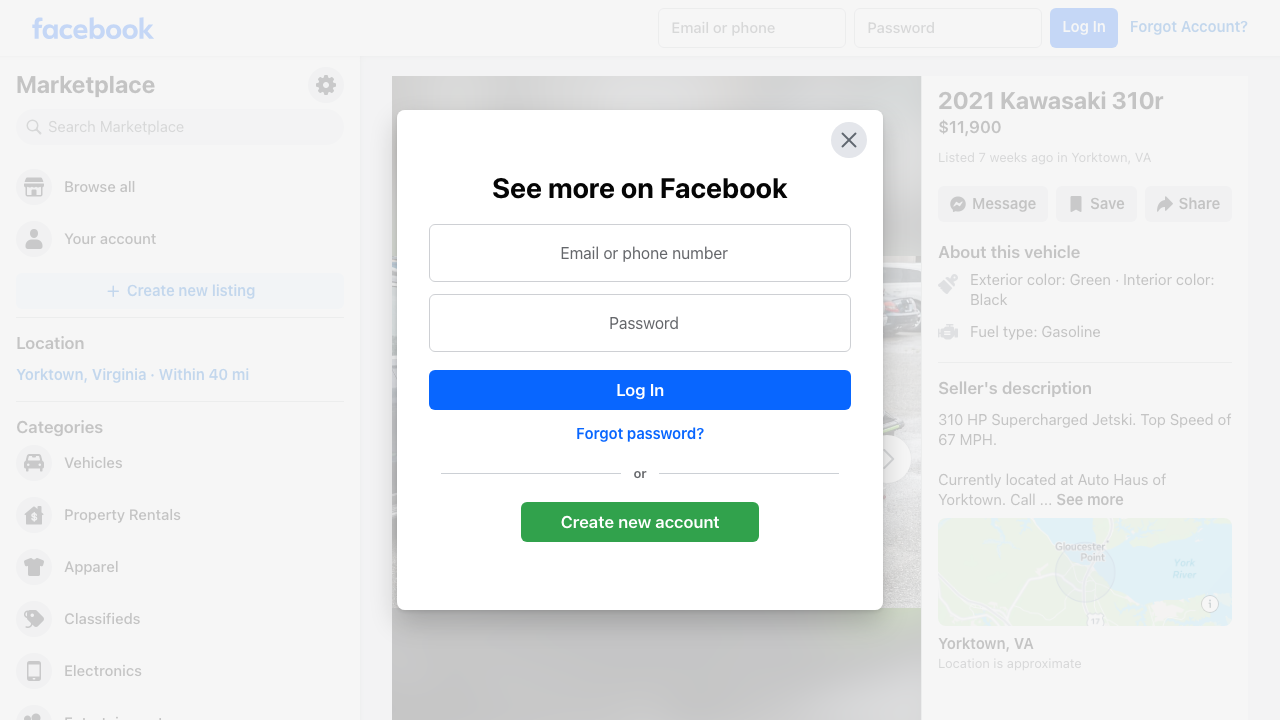 facebook
Email or phone
Password
Log In
Forgot Account?
Marketplace
Search Marketplace
Browse all
Your account
Create new listing
Location
Yorktown, Virginia · Within 40 mi
Categories
Vehicles
Property Rentals
Apparel
Classifieds
Electronics
See more on Facebook
Email or phone number
Password
Log In
Forgot password?
or
Create new account
2021 Kawasaki 310r
$11,900
Listed 7 weeks ago in Yorktown, VA
Message
Save
Share
About this vehicle
Exterior color: Green · Interior color:
Black
Fuel type: Gasoline
Seller's description
310 HP Supercharged Jetski. Top Speed of
67 MPH.
Currently located at Auto Haus of
Yorktown. Call ... See more
Gloucester
Point
York
River
17
Yorktown, VA
Location is approximate